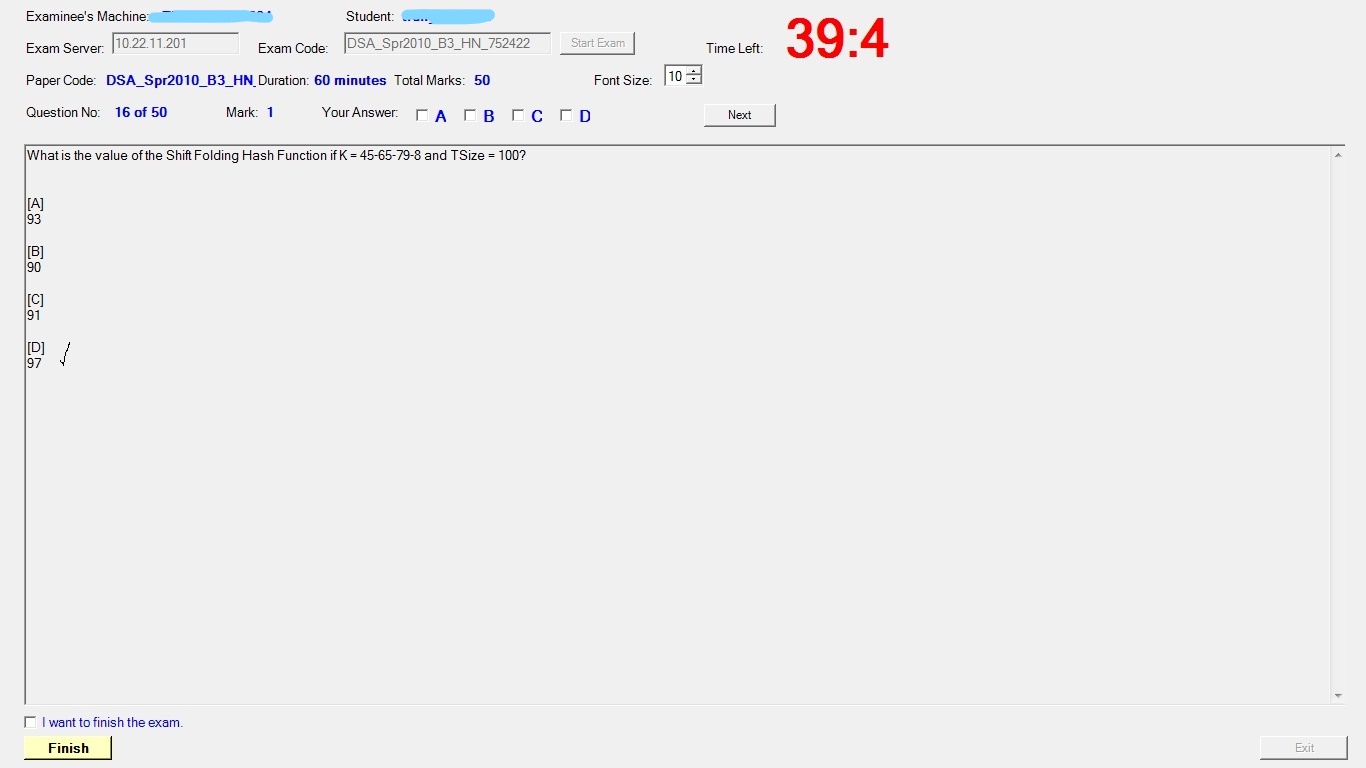 Examinee's Machine: Student:
Exam Server: 10.22.11.201 Exam Code: DSA_Spr2010_B3_HN_752422 Start Exam Time Left: 39:4
Paper Code: DSA_Spr2010_B3_HN_ Duration: 60 minutes Total Marks: 50 Font Size: 10
Question No: 16 of 50 Mark: 1 Your Answer: A B C D Next
What is the value of the Shift Folding Hash Function if K = 45-65-79-8 and TSize = 100?
[A]
93
[B]
90
[C]
91
[D]
97
I want to finish the exam.
Finish Exit